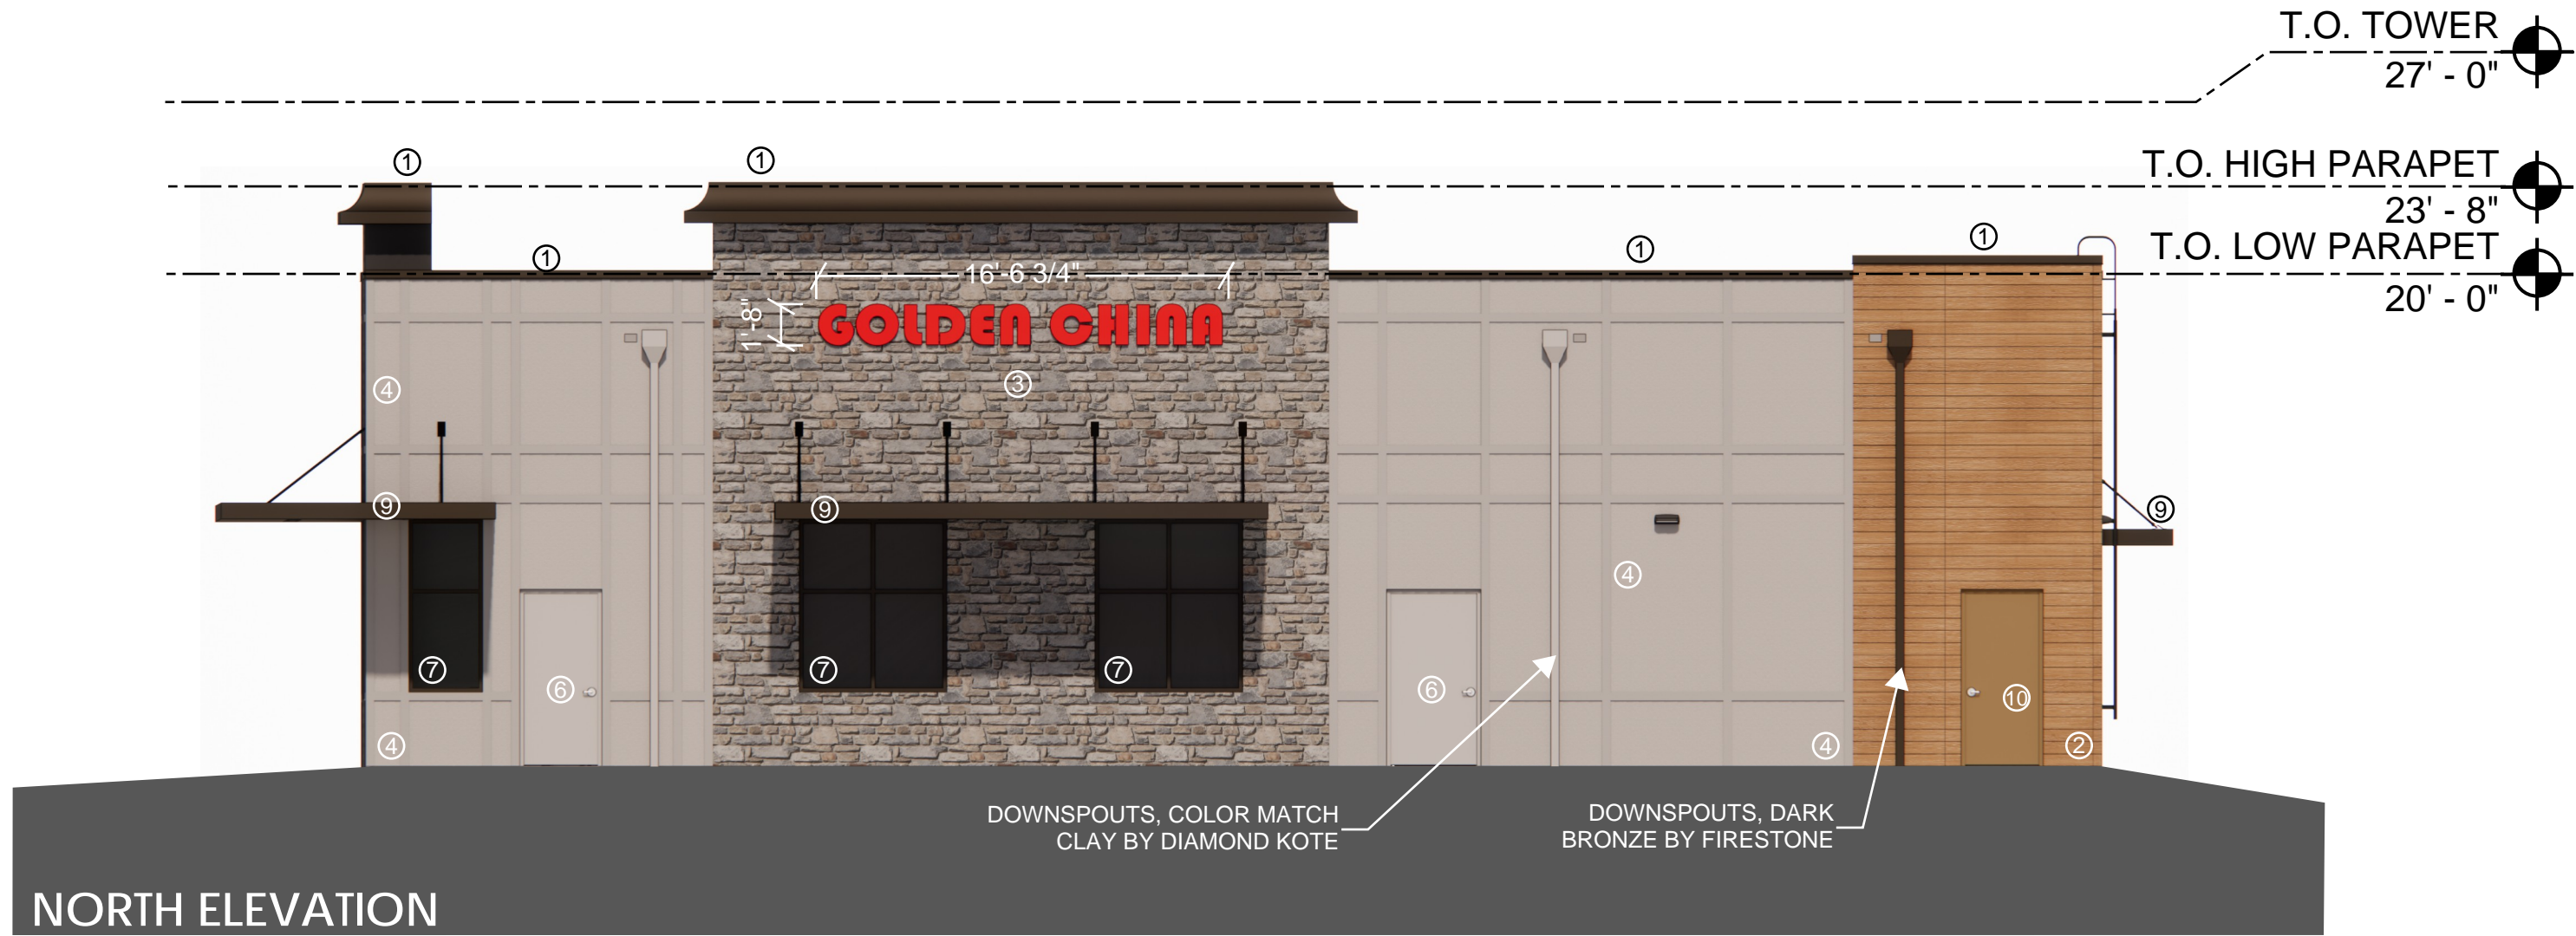 T.O. TOWER
27' - 0"
① ①
T.O. HIGH PARAPET
23' - 8"
① ① ①
T.O. LOW PARAPET
20' - 0"
16'-6 3/4"
1'-8"
GOLDEN CHINA
③
④
⑨ ⑨ ⑨
④
⑦ ⑦ ⑦
⑥ ⑥ ⑩
④ ④ ②
DOWNSPOUTS, COLOR MATCH
CLAY BY DIAMOND KOTE
DOWNSPOUTS, DARK
BRONZE BY FIRESTONE
NORTH ELEVATION